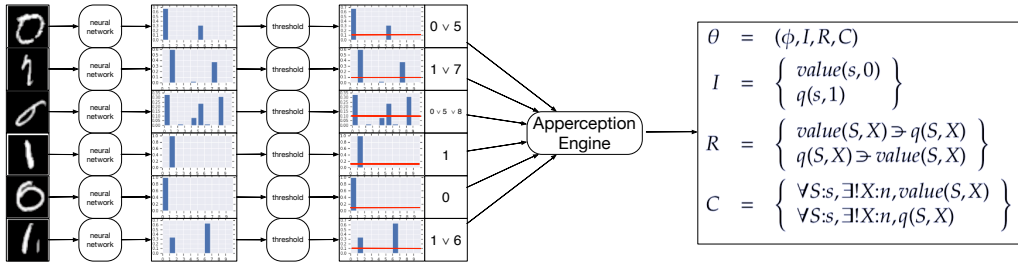 neural network threshold 0 ∨ 5
neural network threshold 1 ∨ 7
neural network threshold 0 ∨ 5 ∨ 8
neural network threshold 1
neural network threshold 0
neural network threshold 1 ∨ 6
Apperception
Engine
θ = (ϕ, I, R, C)
I = { value(s, 0)
q(s, 1) }
R = { value(S, X) ∋ q(S, X)
q(S, X) ∋ value(S, X) }
C = { ∀S:s, ∃!X:n, value(S, X)
∀S:s, ∃!X:n, q(S, X) }